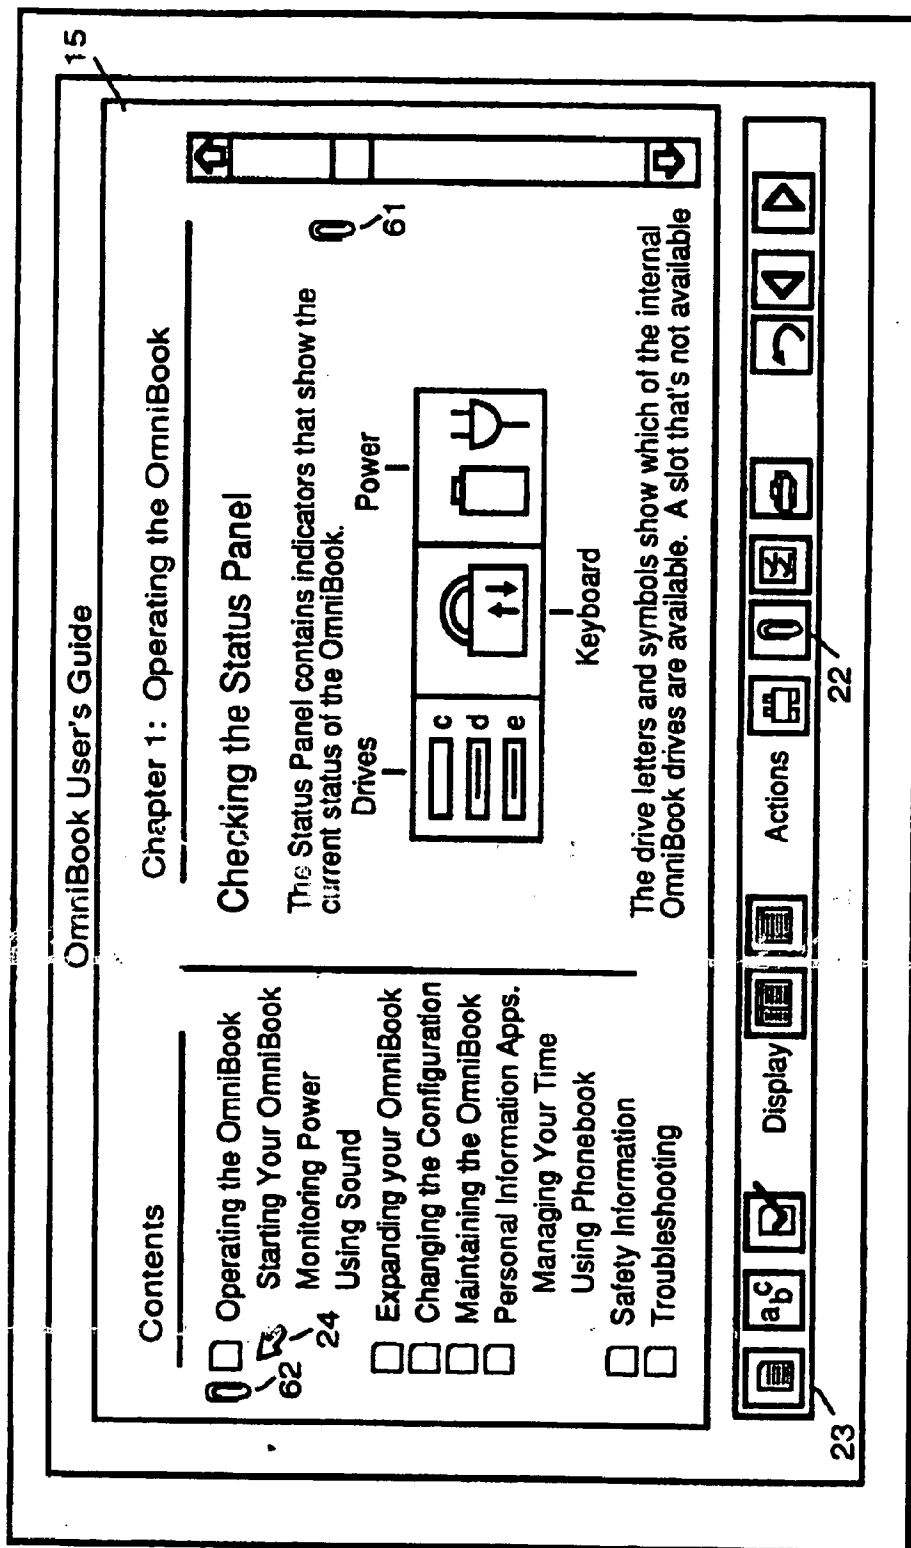 15
OmniBook User's Guide
Contents
Operating the OmniBook
Starting Your OmniBook
Monitoring Power
Using Sound
Expanding your OmniBook
Changing the Configuration
Maintaining the OmniBook
Personal Information Apps.
Managing Your Time
Using Phonebook
Safety Information
Troubleshooting
62
24
Chapter 1: Operating the OmniBook
Checking the Status Panel
The Status Panel contains indicators that show the
current status of the OmniBook.
61
Drives
Power
c
d
e
Keyboard
The drive letters and symbols show which of the internal
OmniBook drives are available. A slot that's not available
abc
Display
Actions
23
22